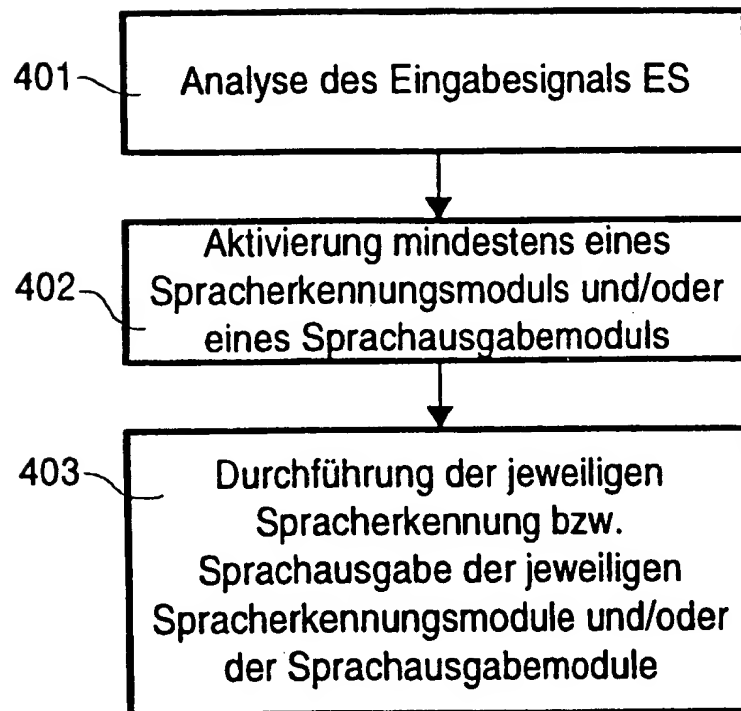 401
Analyse des Eingabesignals ES
402
Aktivierung mindestens eines
Spracherkennungsmoduls und/oder
eines Sprachausgabemoduls
403
Durchführung der jeweiligen
Spracherkennung bzw.
Sprachausgabe der jeweiligen
Spracherkennungsmodule und/oder
der Sprachausgabemodule